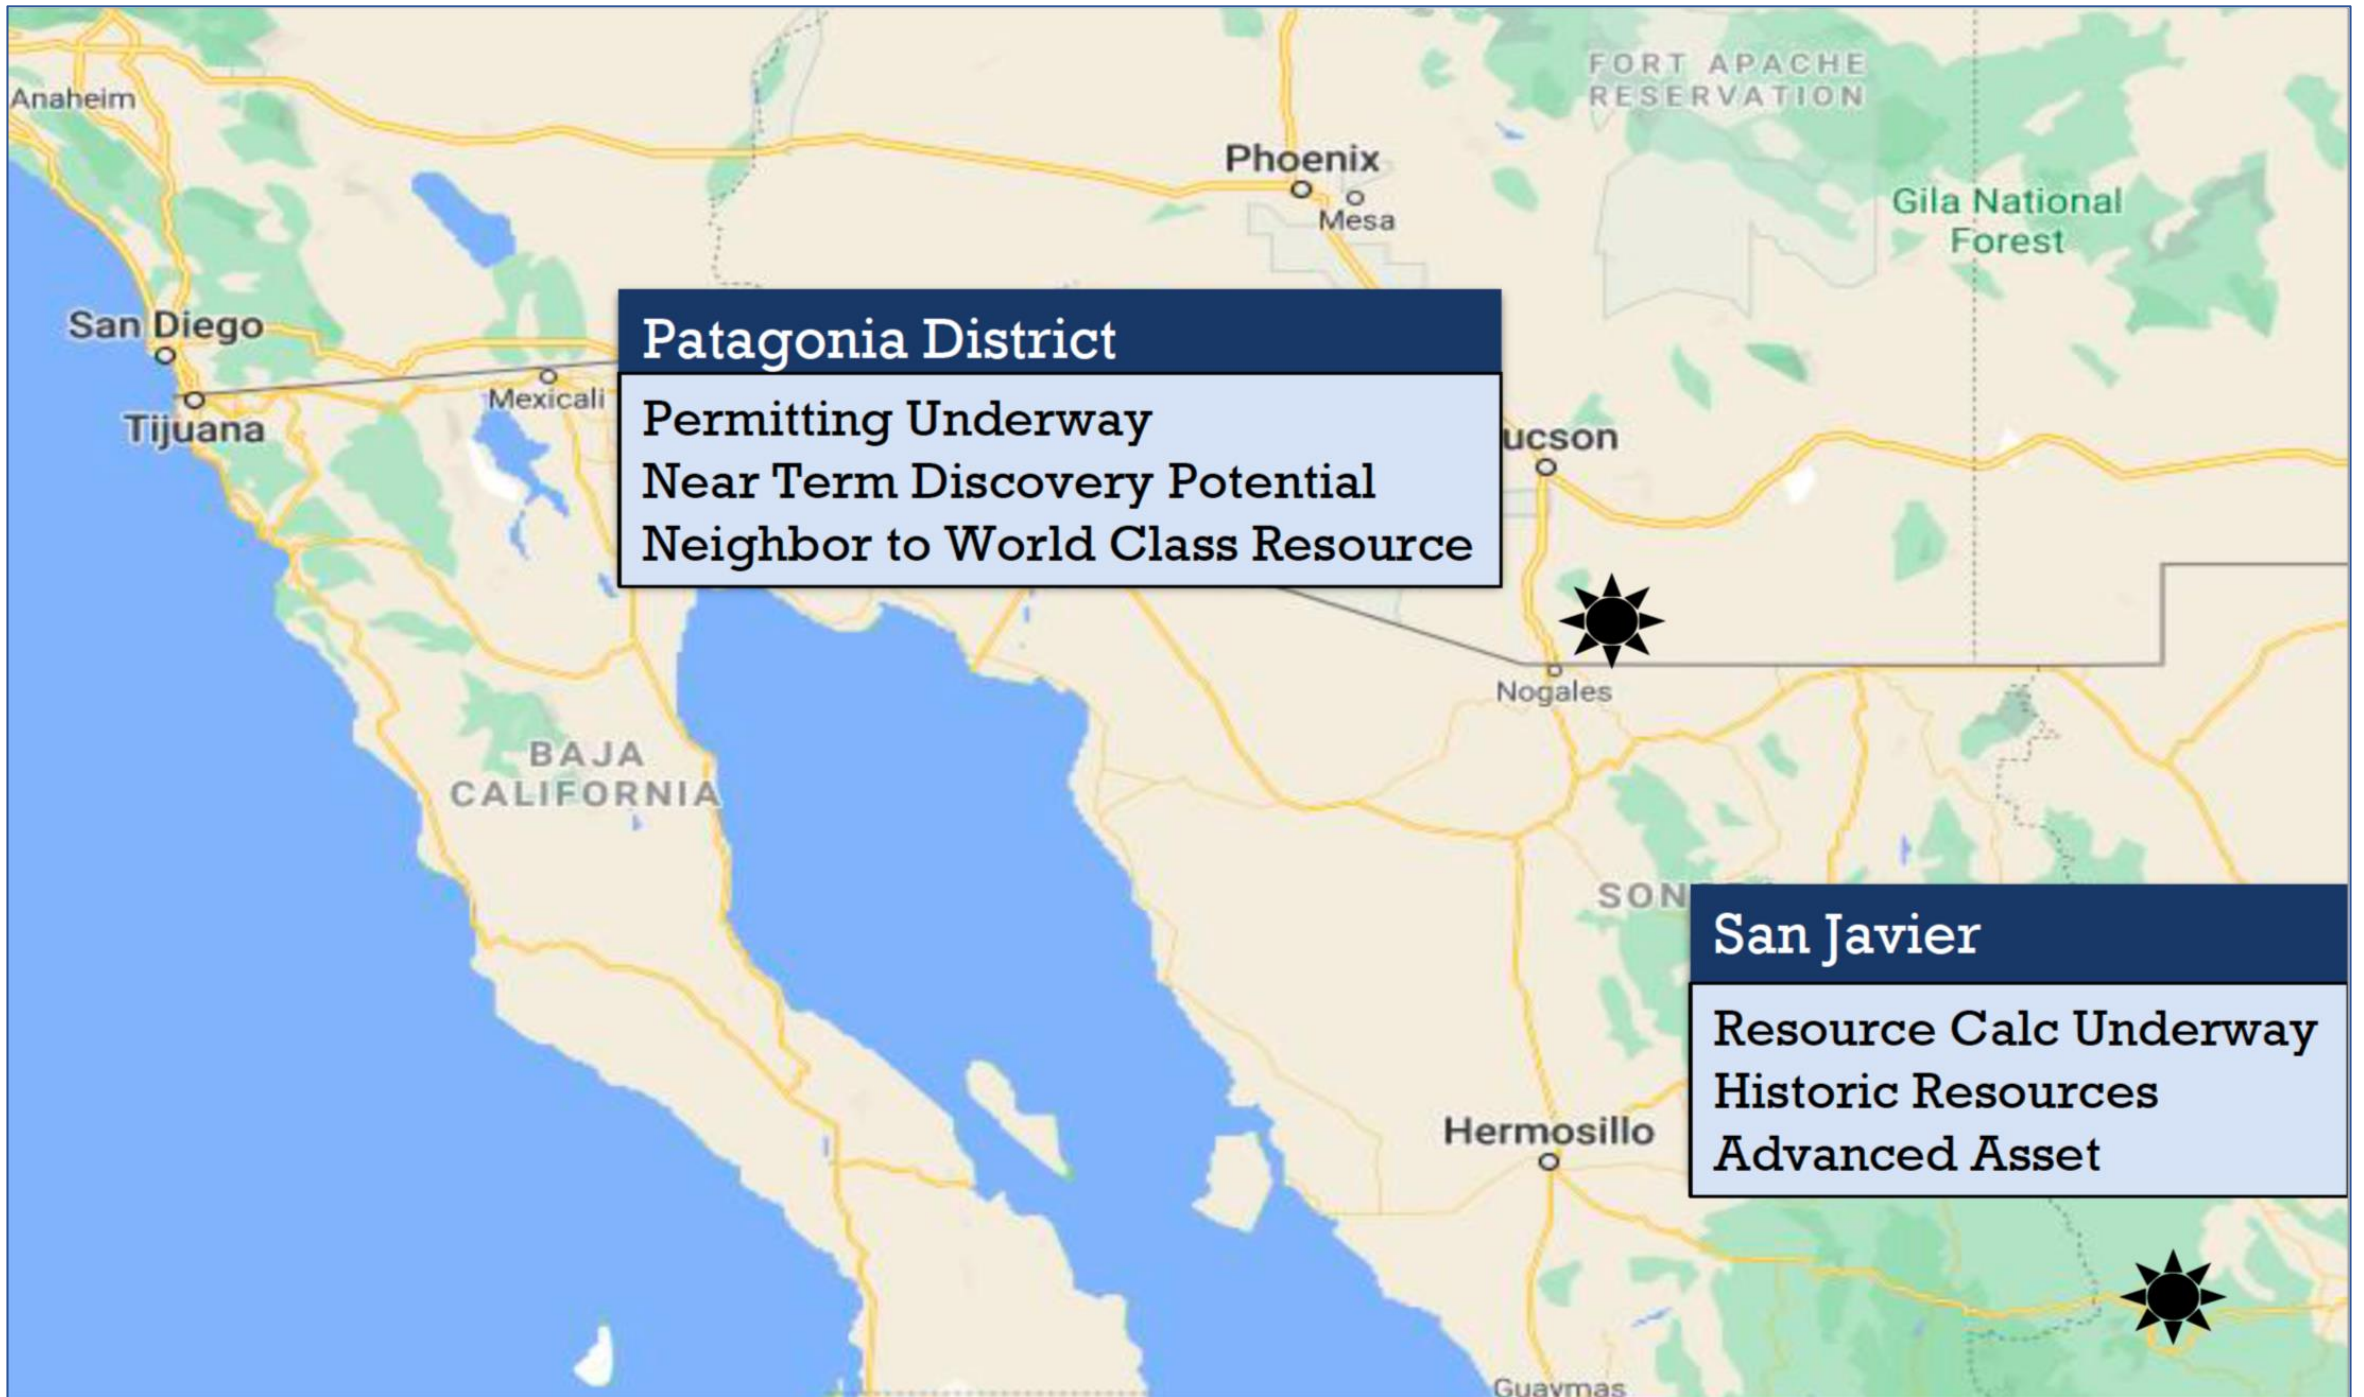 Anaheim
FORT APACHE
RESERVATION
Phoenix
Mesa
Gila National
Forest
San Diego
Tijuana
Mexicali
Patagonia District
Permitting Underway
Near Term Discovery Potential
Neighbor to World Class Resource
ucson
Nogales
BAJA
CALIFORNIA
SON
San Javier
Resource Calc Underway
Historic Resources
Advanced Asset
Hermosillo
Guaymas